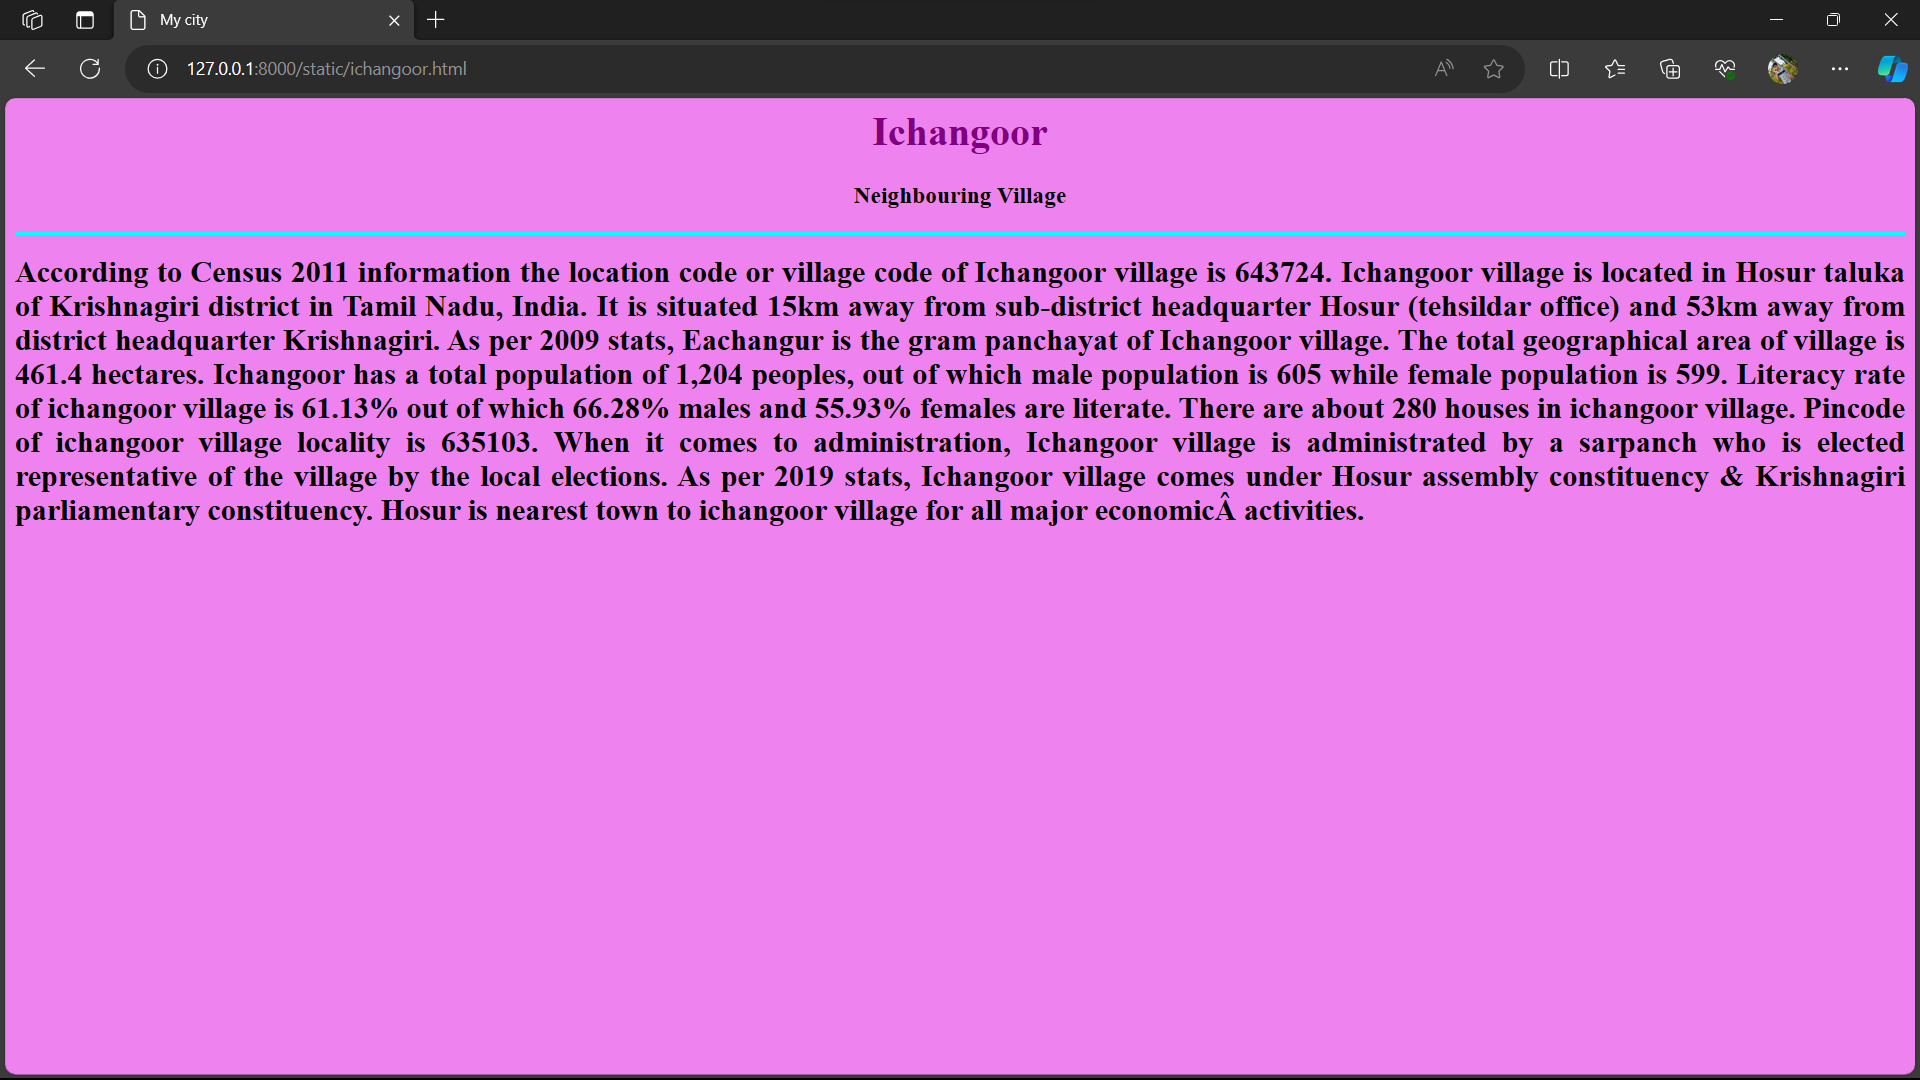 My city
127.0.0.1:8000/static/ichangoor.html
Ichangoor
Neighbouring Village
According to Census 2011 information the location code or village code of Ichangoor village is 643724. Ichangoor village is located in Hosur taluka
of Krishnagiri district in Tamil Nadu, India. It is situated 15km away from sub-district headquarter Hosur (tehsildar office) and 53km away from
district headquarter Krishnagiri. As per 2009 stats, Eachangur is the gram panchayat of Ichangoor village. The total geographical area of village is
461.4 hectares. Ichangoor has a total population of 1,204 peoples, out of which male population is 605 while female population is 599. Literacy rate
of ichangoor village is 61.13% out of which 66.28% males and 55.93% females are literate. There are about 280 houses in ichangoor village. Pincode
of ichangoor village locality is 635103. When it comes to administration, Ichangoor village is administrated by a sarpanch who is elected
representative of the village by the local elections. As per 2019 stats, Ichangoor village comes under Hosur assembly constituency & Krishnagiri
parliamentary constituency. Hosur is nearest town to ichangoor village for all major economicÂ activities.